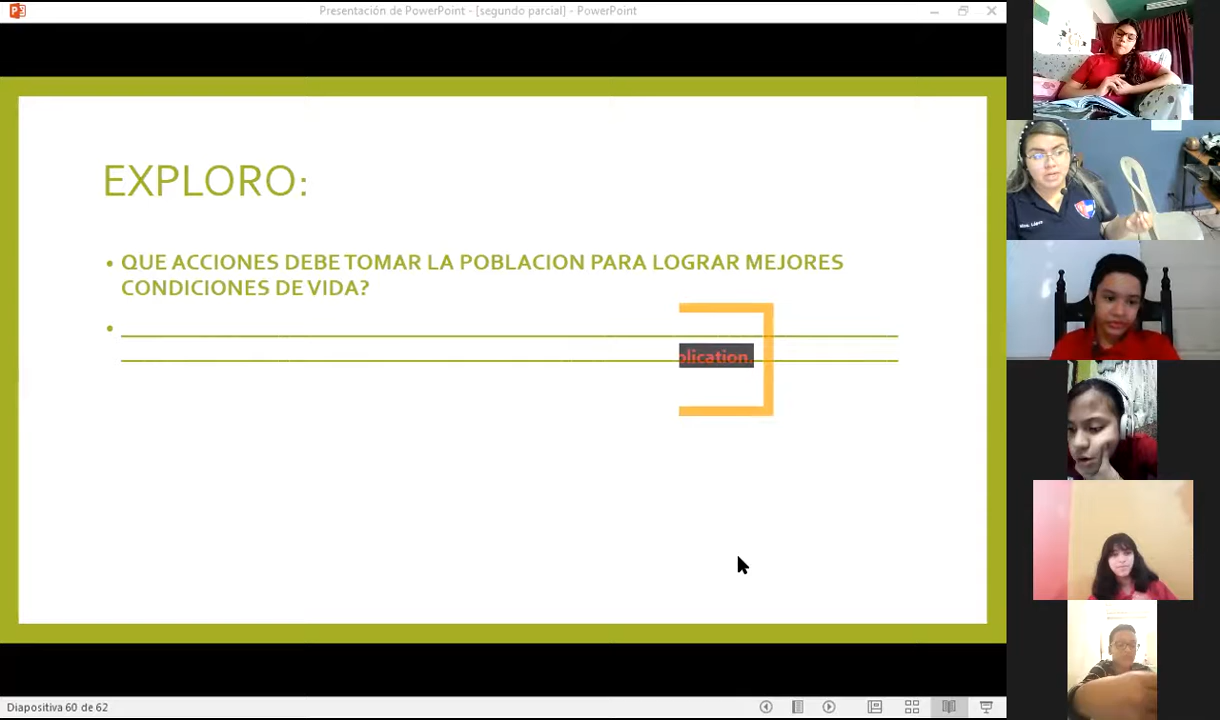 Presentación de PowerPoint - [segundo parcial] - PowerPoint
EXPLORO:
• QUE ACCIONES DEBE TOMAR LA POBLACION PARA LOGRAR MEJORES
CONDICIONES DE VIDA?
plication.
Diapositiva 60 de 62